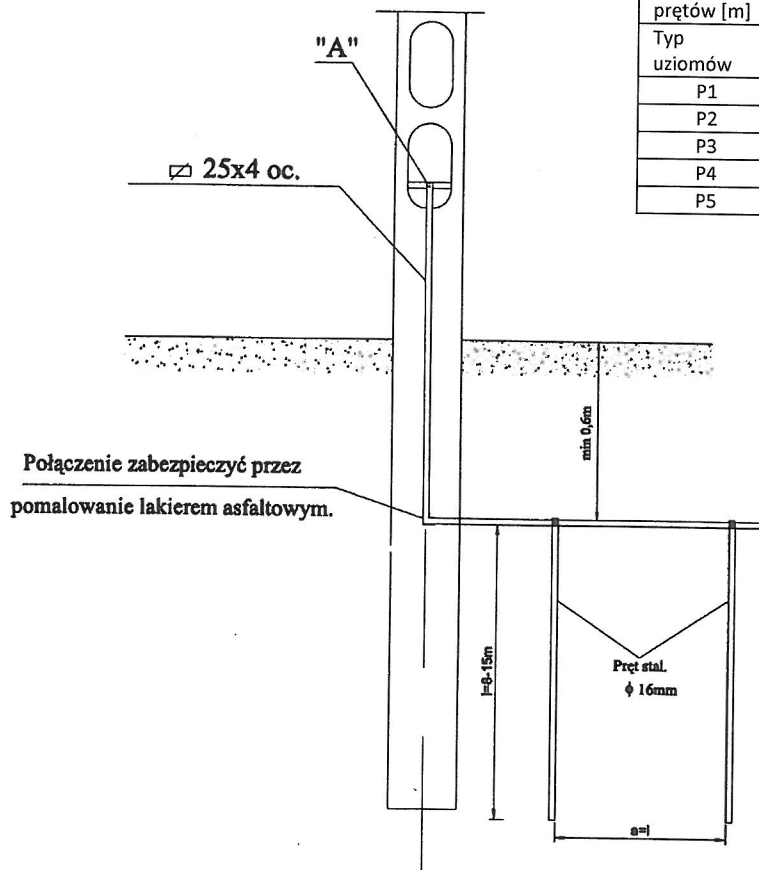 prętów [m]
Typ
uziomów
P1
P2
P3
P4
P5
"A"
25x4 oc.
min 0,6m
Połączenie zabezpieczyć przez
pomalowanie lakierem asfaltowym.
l=8-15m
Pręt stal.
ϕ 16mm
a=l